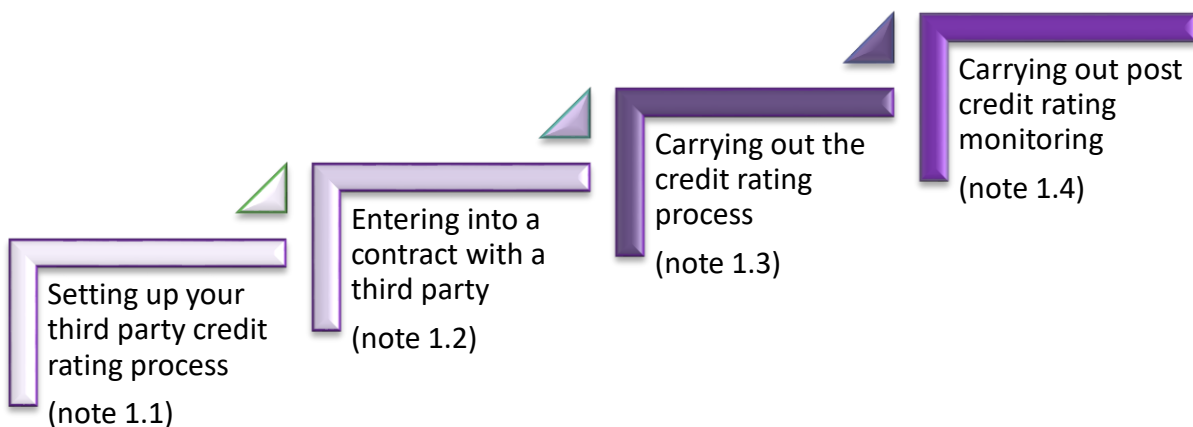 Setting up your
third party credit
rating process
(note 1.1)
Entering into a
contract with a
third party
(note 1.2)
Carrying out the
credit rating
process
(note 1.3)
Carrying out post
credit rating
monitoring
(note 1.4)